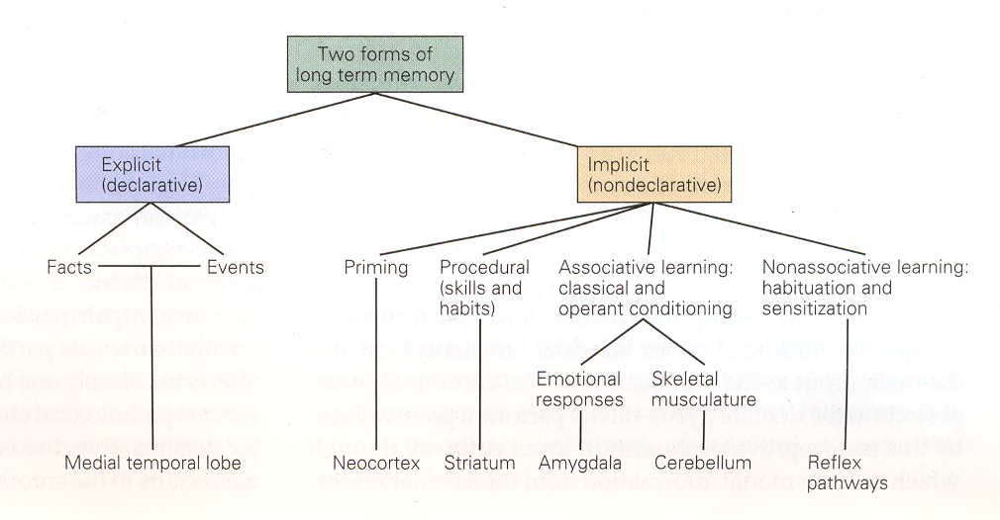 Two forms of
long term memory
Explicit
(declarative)
Implicit
(nondeclarative)
Facts
Events
Priming
Procedural
(skills and
habits)
Associative learning:
classical and
operant conditioning
Nonassociative learning:
habituation and
sensitization
Emotional
responses
Skeletal
musculature
Medial temporal lobe
Neocortex
Striatum
Amygdala
Cerebellum
Reflex
pathways